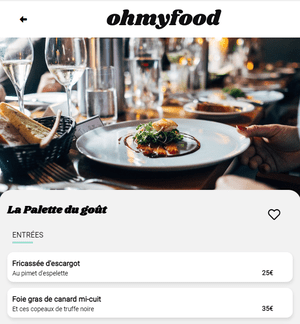 ohmyfood
La Palette du goût
ENTRÉES
Fricassée d'escargot
Au pimet d'espelette
25€
Foie gras de canard mi-cuit
Et ces copeaux de truffe noire
35€